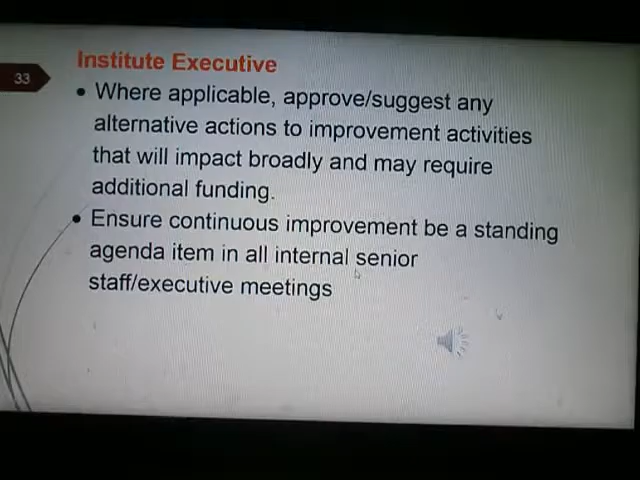 33
Institute Executive
• Where applicable, approve/suggest any
alternative actions to improvement activities
that will impact broadly and may require
additional funding.
• Ensure continuous improvement be a standing
agenda item in all internal senior
staff/executive meetings